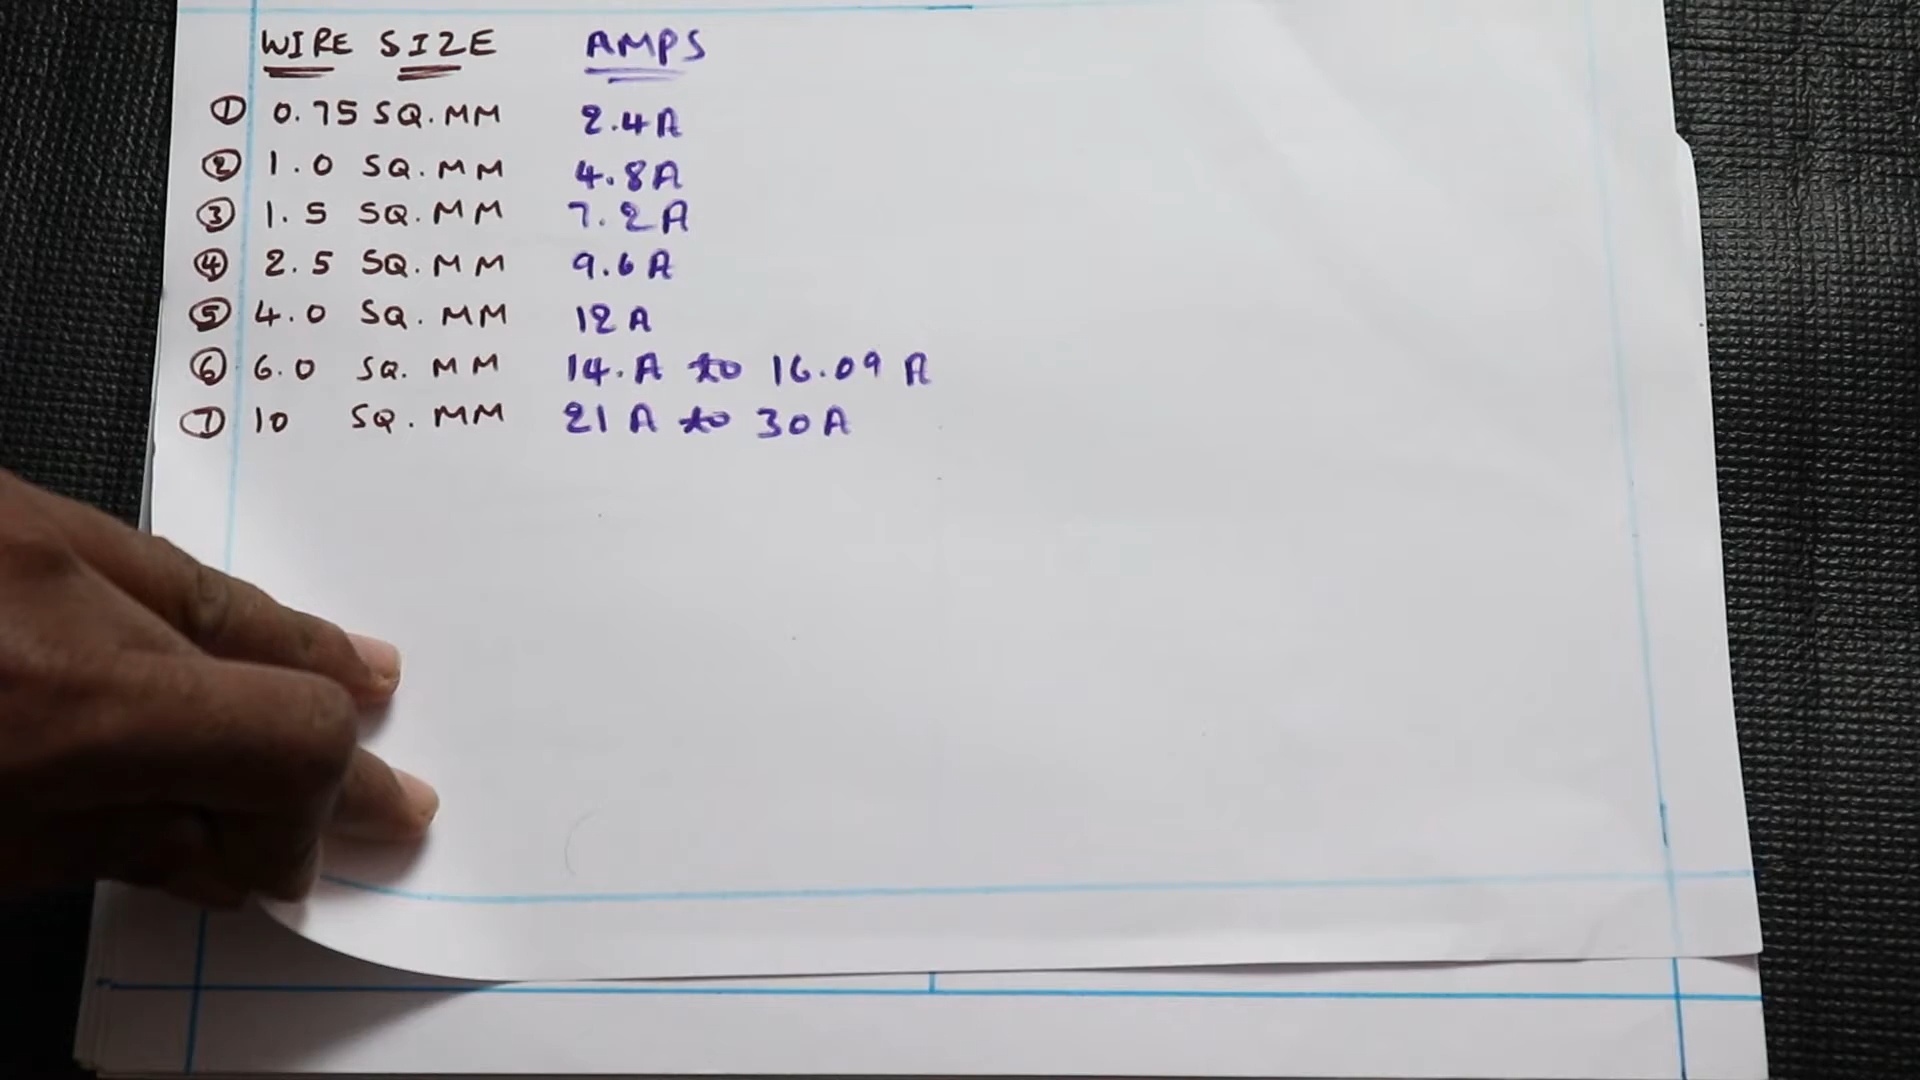 WIRE SIZE AMPS
① 0.75 SQ.MM 2.4A
② 1.0 SQ.MM 4.8A
③ 1.5 SQ.MM 7.2A
④ 2.5 SQ.MM 9.6A
⑤ 4.0 SQ.MM 12A
⑥ 6.0 SQ.MM 14.A to 16.09 A
⑦ 10 SQ.MM 21A to 30A